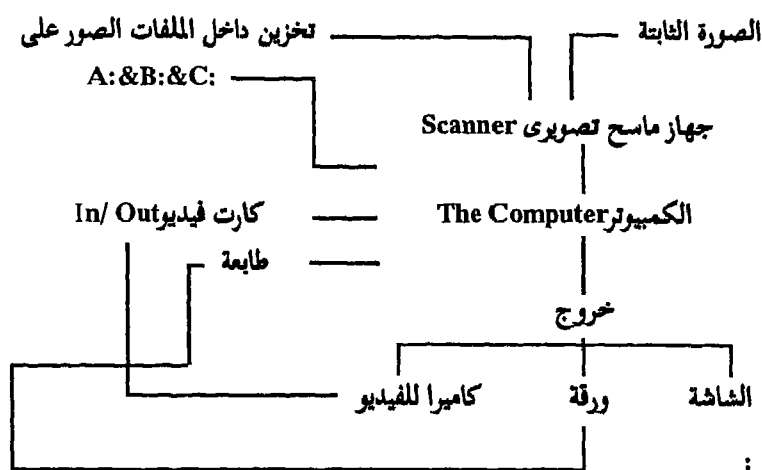 الصورة الثابتة تخزين داخل الملفات الصور على
A:&B:&C:
جهاز ماسح تصويرى Scanner
الكمبيوتر The Computer كارت فيديو In/ Out
طابعة
خروج
الشاشة ورقة كاميرا للفيديو